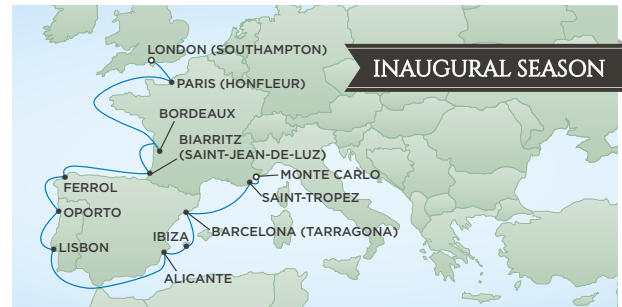 LONDON (SOUTHAMPTON)
INAUGURAL SEASON
PARIS (HONFLEUR)
BORDEAUX
BIARRITZ
(SAINT-JEAN-DE-LUZ)
MONTE CARLO
FERROL
SAINT-TROPEZ
OPORTO
BARCELONA (TARRAGONA)
IBIZA
LISBON
ALICANTE